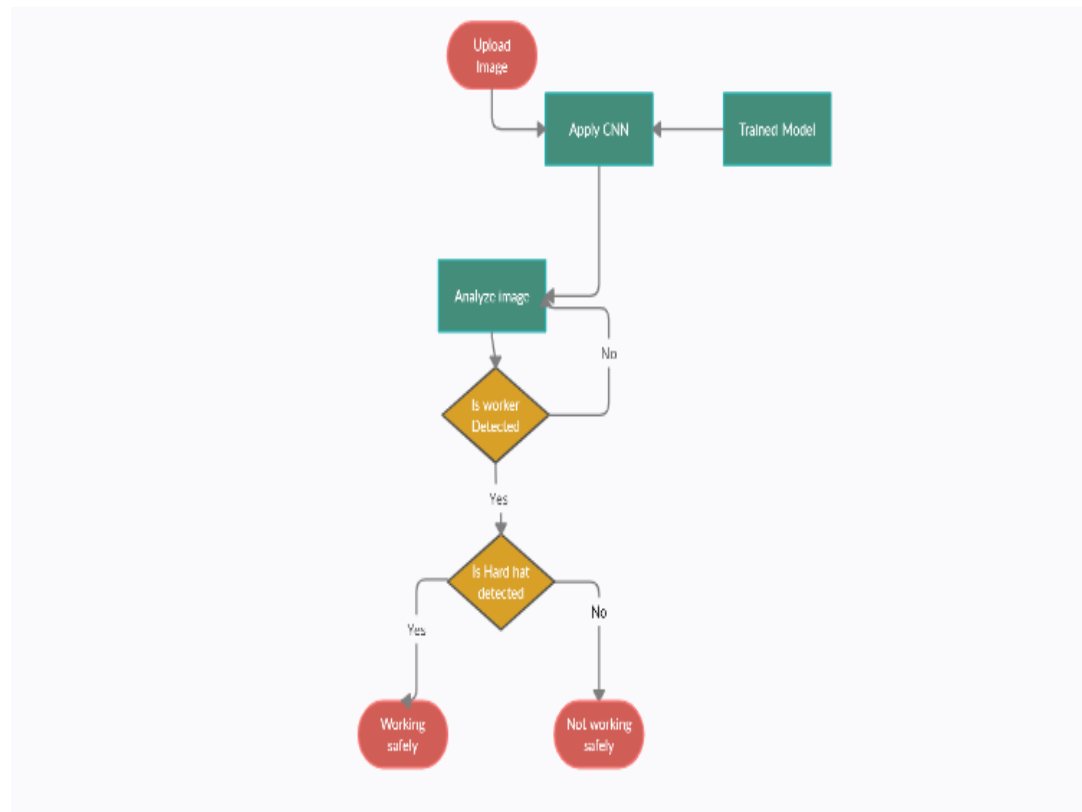 Upload
Image
Apply CNN
Trained Model
Analyze image
No
Is worker
Detected
Yes
Is Hard hat
detected
No
Yes
Working
safely
Not working
safely